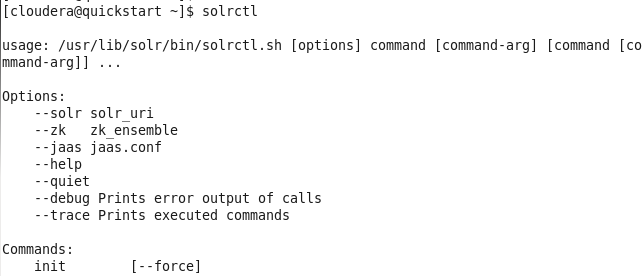 [cloudera@quickstart ~]$ solrctl
usage: /usr/lib/solr/bin/solrctl.sh [options] command [command-arg] [command [co
mmand-arg]] ...
Options:
    --solr solr_uri
    --zk   zk_ensemble
    --jaas jaas.conf
    --help
    --quiet
    --debug Prints error output of calls
    --trace Prints executed commands
Commands:
    init        [--force]